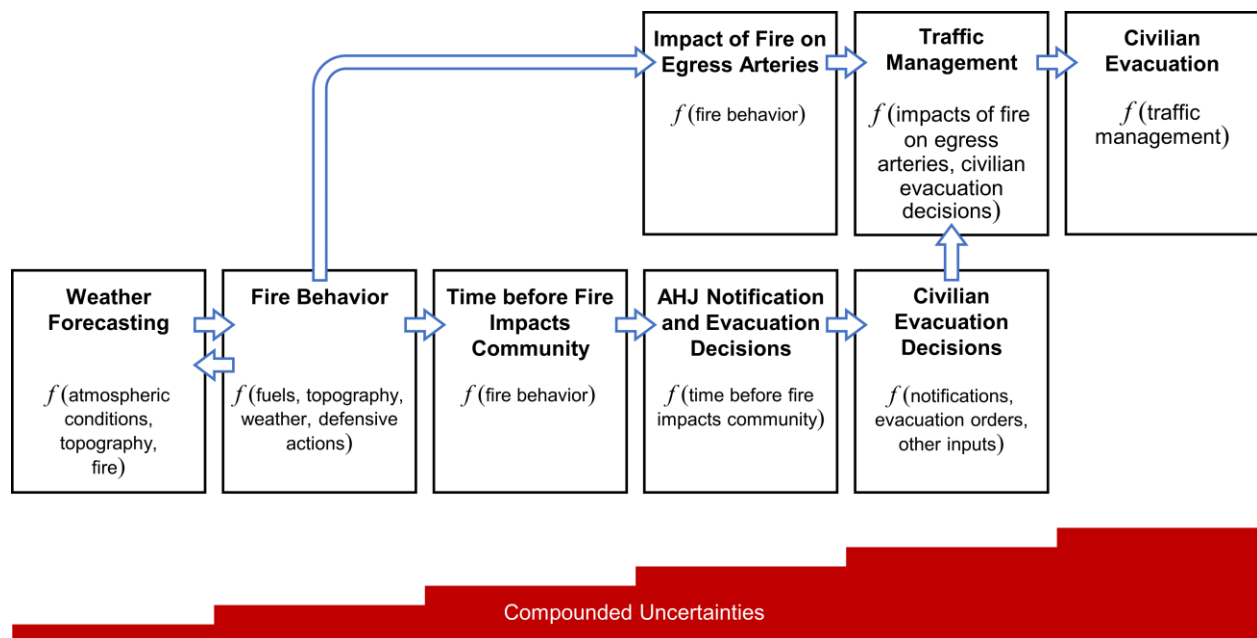 Impact of Fire on
Egress Arteries
f (fire behavior)
Traffic
Management
f (impacts of fire
on egress
arteries, civilian
evacuation
decisions)
Civilian
Evacuation
f (traffic
management)
Weather
Forecasting
f (atmospheric
conditions,
topography,
fire)
Fire Behavior
f (fuels, topography,
weather, defensive
actions)
Time before Fire
Impacts
Community
f (fire behavior)
AHJ Notification
and Evacuation
Decisions
f (time before fire
impacts community)
Civilian
Evacuation
Decisions
f (notifications,
evacuation orders,
other inputs)
Compounded Uncertainties